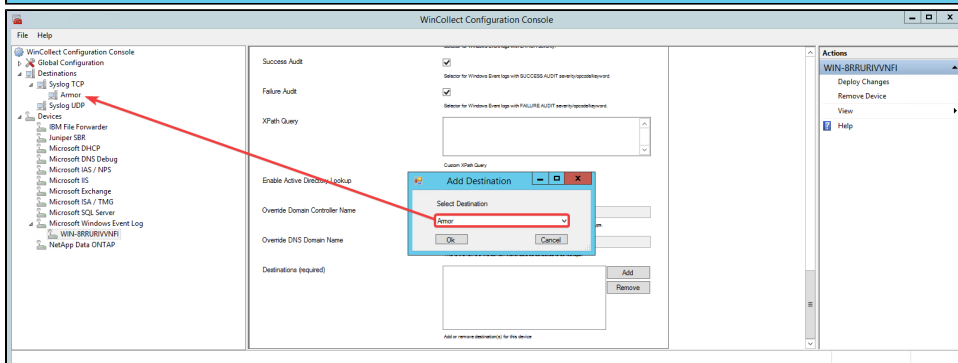 WinCollect Configuration Console
File Help
WinCollect Configuration Console
Global Configuration
Destinations
Syslog TCP
Armor
Syslog UDP
Devices
IBM File Forwarder
Juniper SBR
Microsoft DHCP
Microsoft DNS Debug
Microsoft IAS / NPS
Microsoft IIS
Microsoft Exchange
Microsoft ISA / TMG
Microsoft SQL Server
Microsoft Windows Event Log
WIN-8RRURIVVNFI
NetApp Data ONTAP
Success Audit
Selector for Windows Event logs with SUCCESS AUDIT severity/opcode/keyword.
Failure Audit
Selector for Windows Event logs with FAILURE AUDIT severity/opcode/keyword.
XPath Query
Custom XPath Query
Enable Active Directory Lookup
Override Domain Controller Name
Override DNS Domain Name
Destinations (required)
Add
Remove
Add or remove destination(s) for this device
Add Destination
Select Destination
Armor
Ok Cancel
Actions
WIN-8RRURIVVNFI
Deploy Changes
Remove Device
View
Help